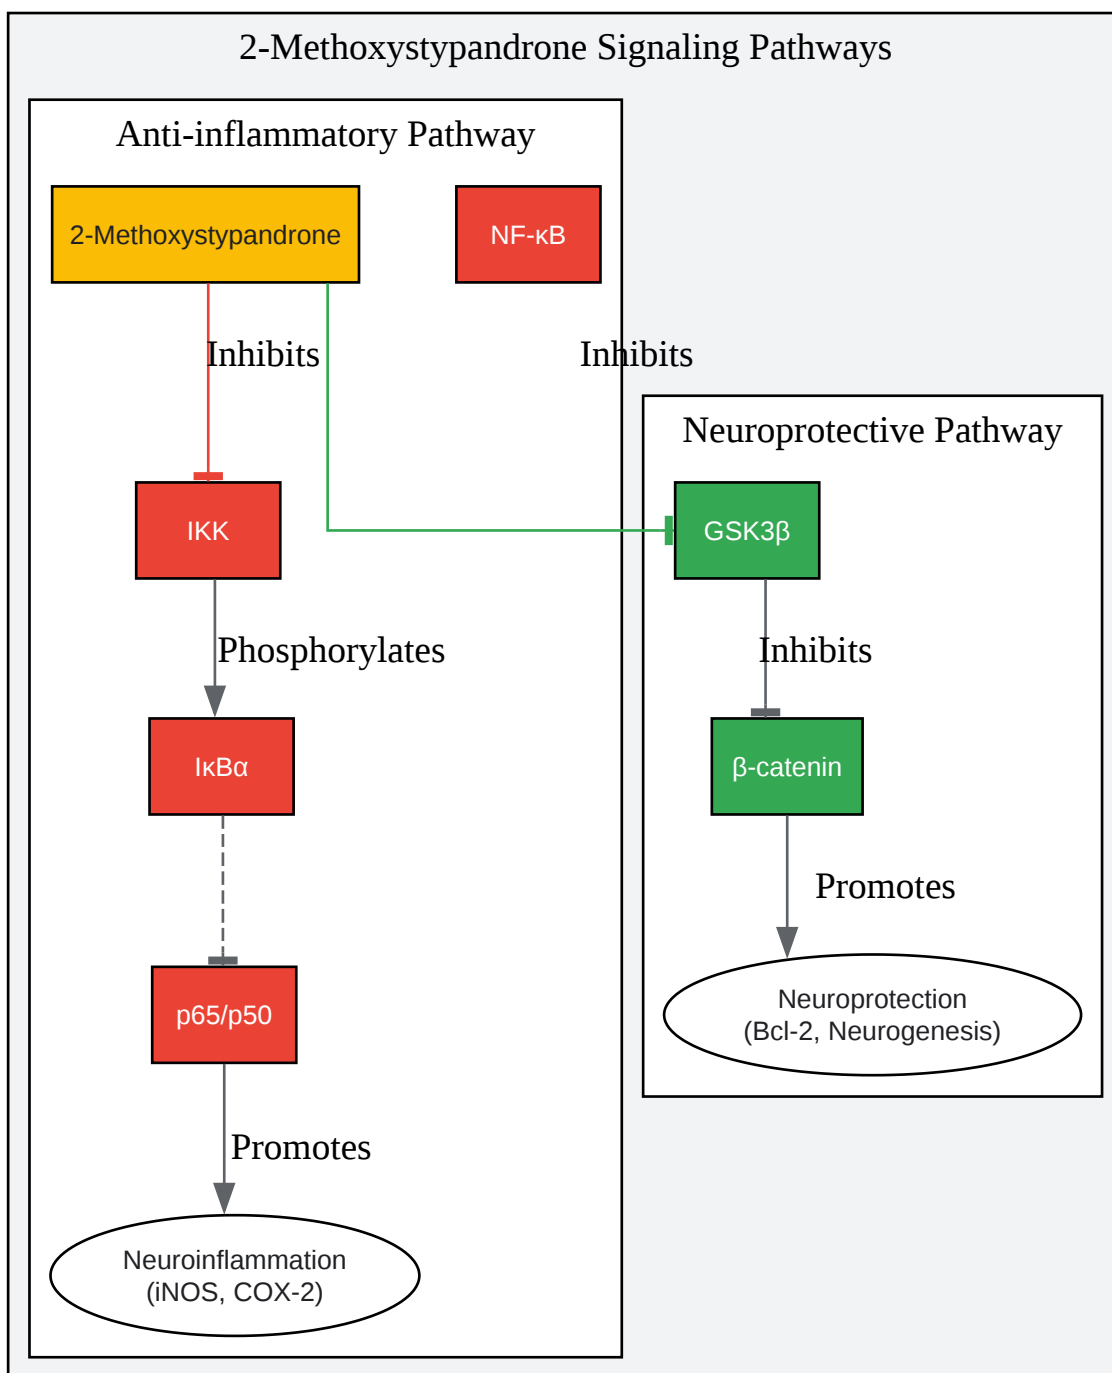 2-Methoxystypandrone Signaling Pathways
Anti-inflammatory Pathway
2-Methoxystypandrone
NF-κB
Inhibits
Inhibits
Neuroprotective Pathway
IKK
GSK3β
Phosphorylates
Inhibits
IκBα
β-catenin
Promotes
p65/p50
Neuroprotection
(Bcl-2, Neurogenesis)
Promotes
Neuroinflammation
(iNOS, COX-2)